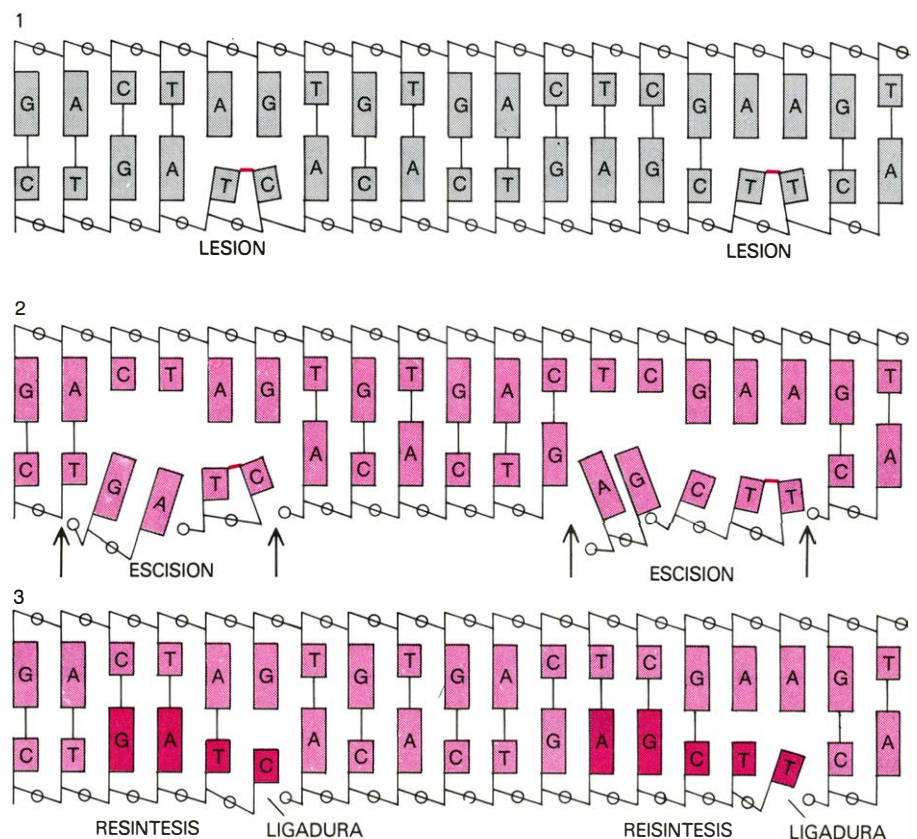 1
G A C T A G T G T G A C T C G A A G T
C T G A T C A C A C T G A G C T T C A
LESION LESION
2
G A C T A G T G T G A C T C G A A G T
C T G A T C A C A C T G A G C T T C A
ESCISION ESCISION
3
G A C T A G T G T G A C T C G A A G T
C T G A T C A C A C T G A G C T T C A
RESINTESIS LIGADURA REISINTESIS LIGADURA